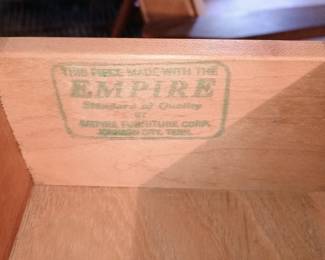 THIS PIECE MADE WITH THE
EMPIRE
Standard of Quality
BY
EMPIRE FURNITURE CORP.
JOHNSON CITY, TENN.